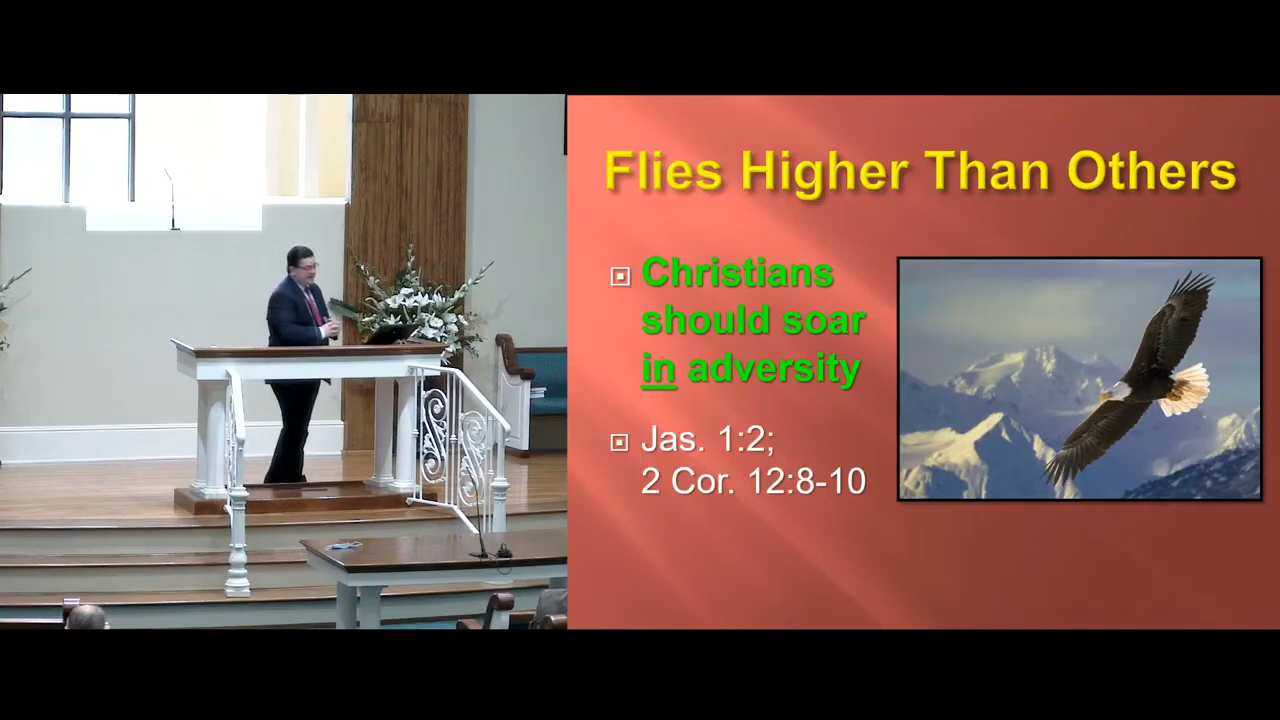 Flies Higher Than Others
Christians
should soar
in adversity
Jas. 1:2;
2 Cor. 12:8-10